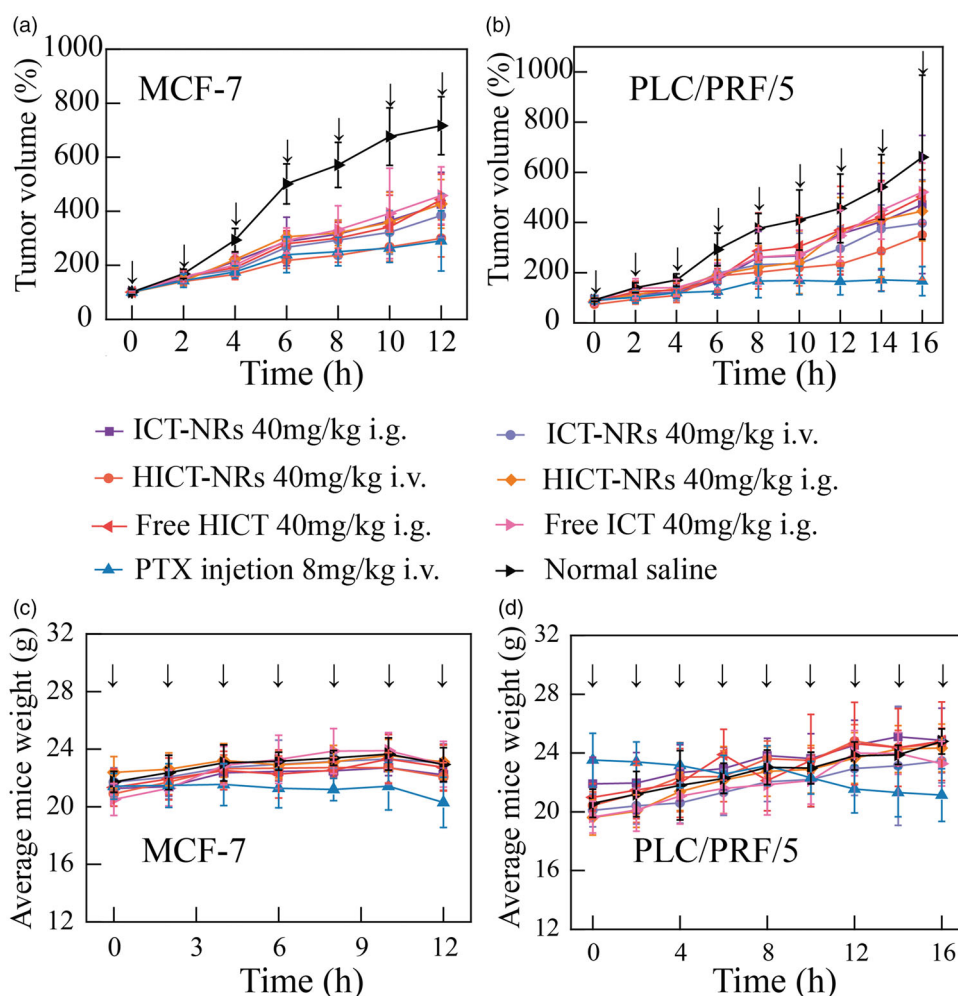 (a)
1000
800
600
400
200
0
Tumor volume (%)
MCF-7
0 2 4 6 8 10 12
Time (h)
(b)
1000
800
600
400
200
0
Tumor volume (%)
PLC/PRF/5
0 2 4 6 8 10 12 14 16
Time (h)
ICT-NRs 40mg/kg i.g.
ICT-NRs 40mg/kg i.v.
HICT-NRs 40mg/kg i.v.
HICT-NRs 40mg/kg i.g.
Free HICT 40mg/kg i.g.
Free ICT 40mg/kg i.g.
PTX injetion 8mg/kg i.v.
Normal saline
(c)
32
28
24
20
16
12
Average mice weight (g)
MCF-7
0 3 6 9 12
Time (h)
(d)
32
28
24
20
16
12
Average mice weight (g)
PLC/PRF/5
0 4 8 12 16
Time (h)